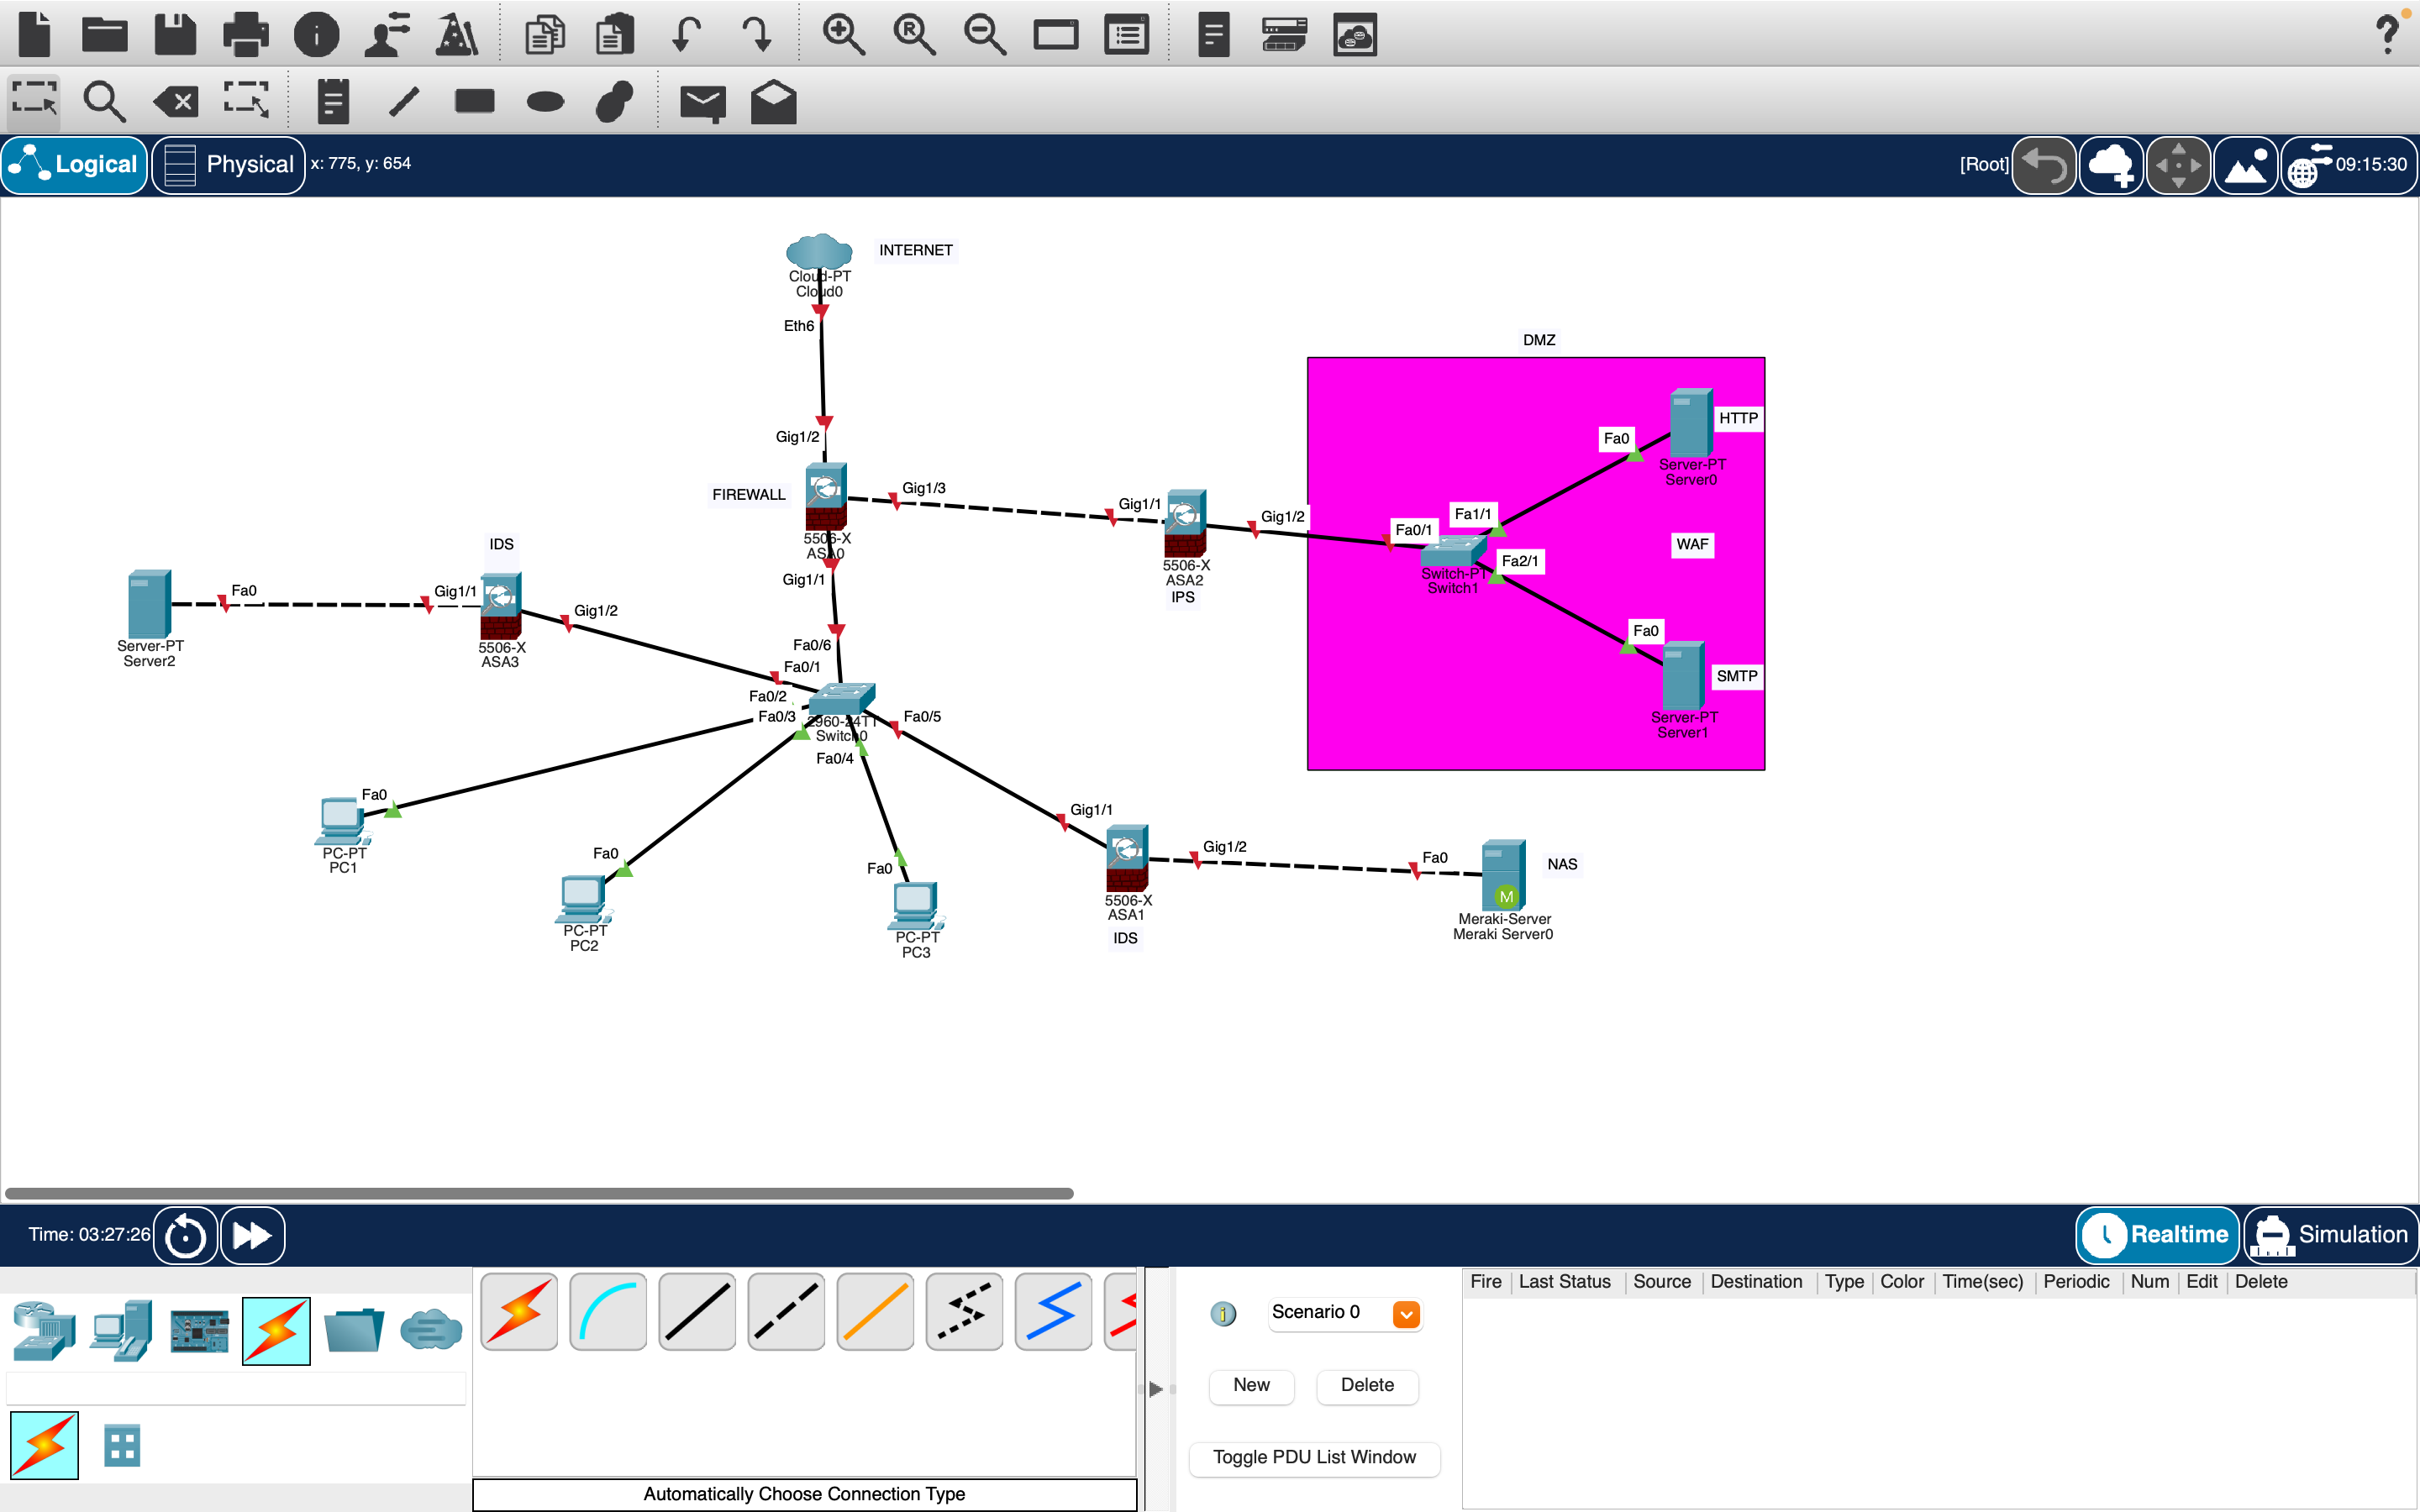 Logical
Physical
x: 775, y: 654
[Root]
09:15:30
INTERNET
Cloud-PT
Cloud0
Eth6
DMZ
Gig1/2
HTTP
Fa0
Server-PT
Server0
FIREWALL
Gig1/3
Gig1/1
Gig1/2
Fa1/1
Fa0/1
5506-X
ASA0
IDS
WAF
Fa2/1
5506-X
ASA2
IPS
Switch-PT
Switch1
Gig1/1
Fa0
Gig1/1
Gig1/2
Server-PT
Server2
5506-X
ASA3
Fa0/6
Fa0/1
Fa0
SMTP
Fa0/2
Fa0/3
2960-24TT
Switch0
Fa0/5
Server-PT
Server1
Fa0/4
Fa0
PC-PT
PC1
Gig1/1
Fa0
PC-PT
PC2
Fa0
PC-PT
PC3
Gig1/2
Fa0
NAS
5506-X
ASA1
IDS
M
Meraki-Server
Meraki Server0
Time: 03:27:26
Realtime
Simulation
Scenario 0
New
Delete
Toggle PDU List Window
Fire Last Status Source Destination Type Color Time(sec) Periodic Num Edit Delete
Automatically Choose Connection Type